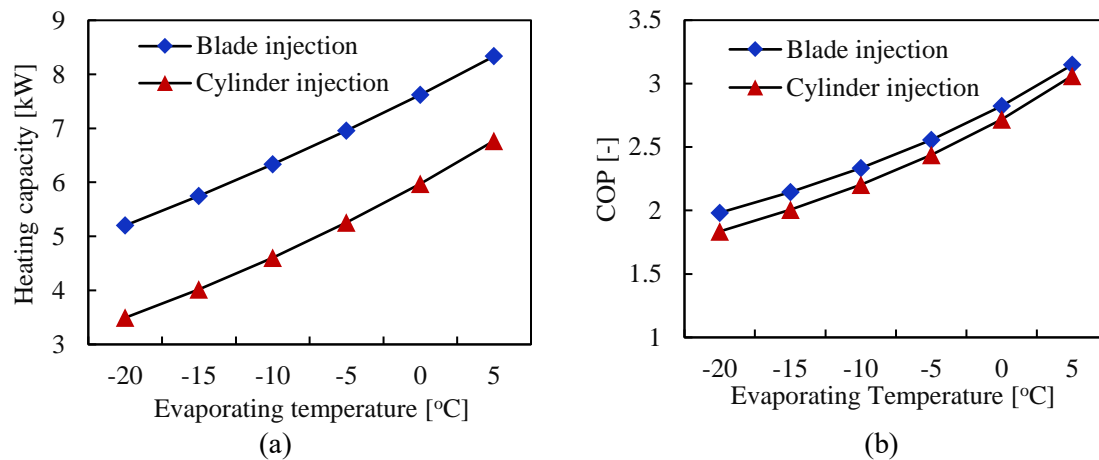 9
8
7
6
5
4
3
Heating capacity [kW]
Blade injection
Cylinder injection
-20 -15 -10 -5 0 5
Evaporating temperature [°C]
(a)
3.5
3
2.5
2
1.5
1
COP [-]
Blade injection
Cylinder injection
-20 -15 -10 -5 0 5
Evaporating Temperature [°C]
(b)